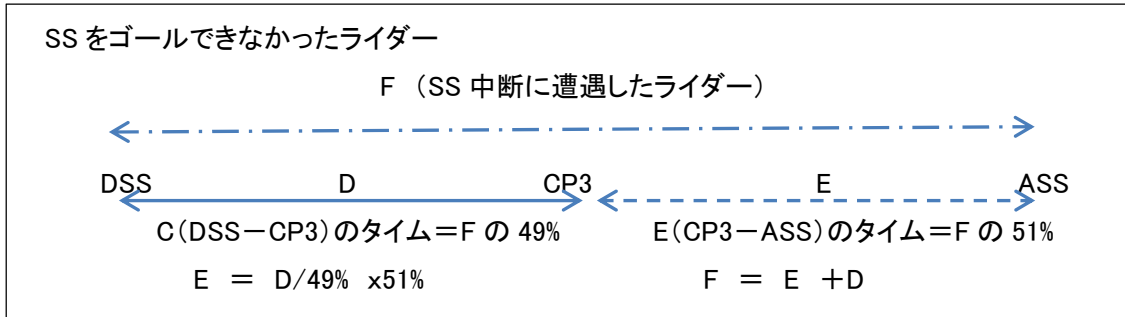 SS をゴールできなかったライダー
F （SS 中断に遭遇したライダー）
DSS D CP3 E ASS
C（DSS－CP3）のタイム＝F の 49% E（CP3－ASS）のタイム＝F の 51%
E ＝ D/49% ×51% F ＝ E ＋D